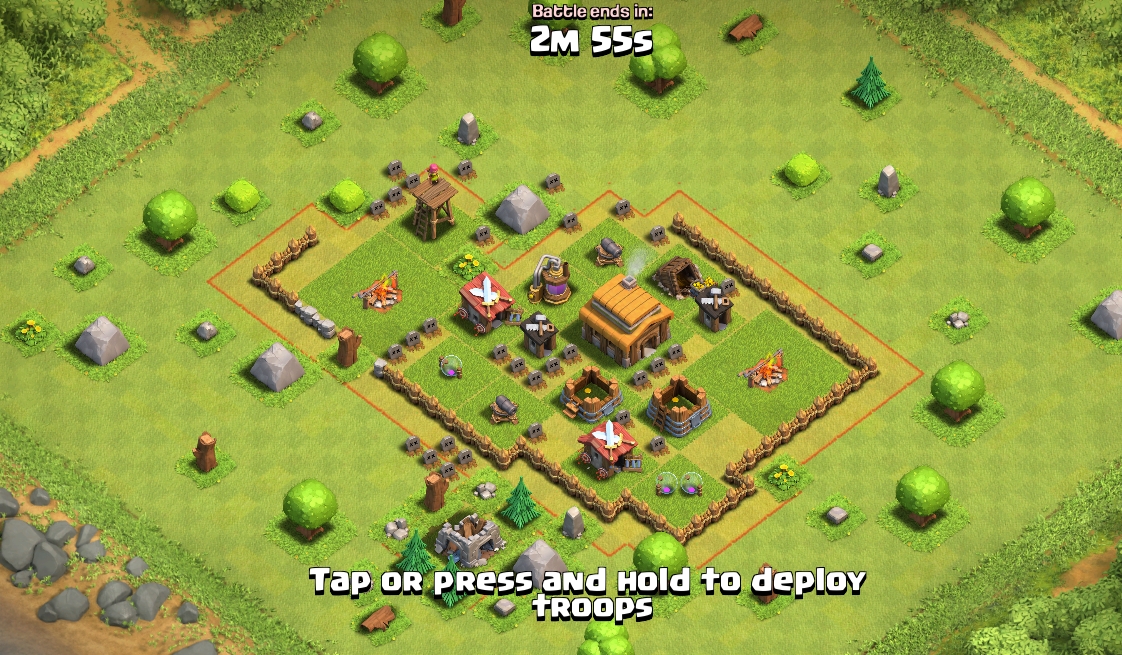 Battle ends in:
2M 55s
Tap or press and hold to deploy
troops